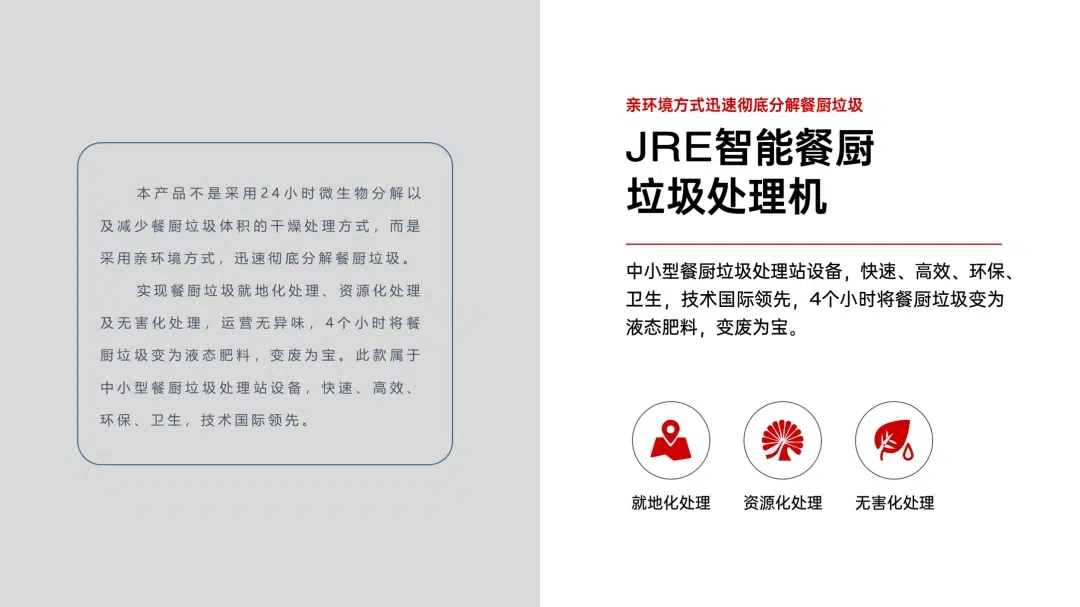 本产品不是采用24小时微生物分解以
及减少餐厨垃圾体积的干燥处理方式，而是
采用亲环境方式，迅速彻底分解餐厨垃圾。
实现餐厨垃圾就地化处理、资源化处理
及无害化处理，运营无异味，4个小时将餐
厨垃圾变为液态肥料，变废为宝。此款属于
中小型餐厨垃圾处理站设备，快速、高效、
环保、卫生，技术国际领先。
亲环境方式迅速彻底分解餐厨垃圾
JRE智能餐厨
垃圾处理机
中小型餐厨垃圾处理站设备，快速、高效、环保、
卫生，技术国际领先，4个小时将餐厨垃圾变为
液态肥料，变废为宝。
就地化处理
资源化处理
无害化处理